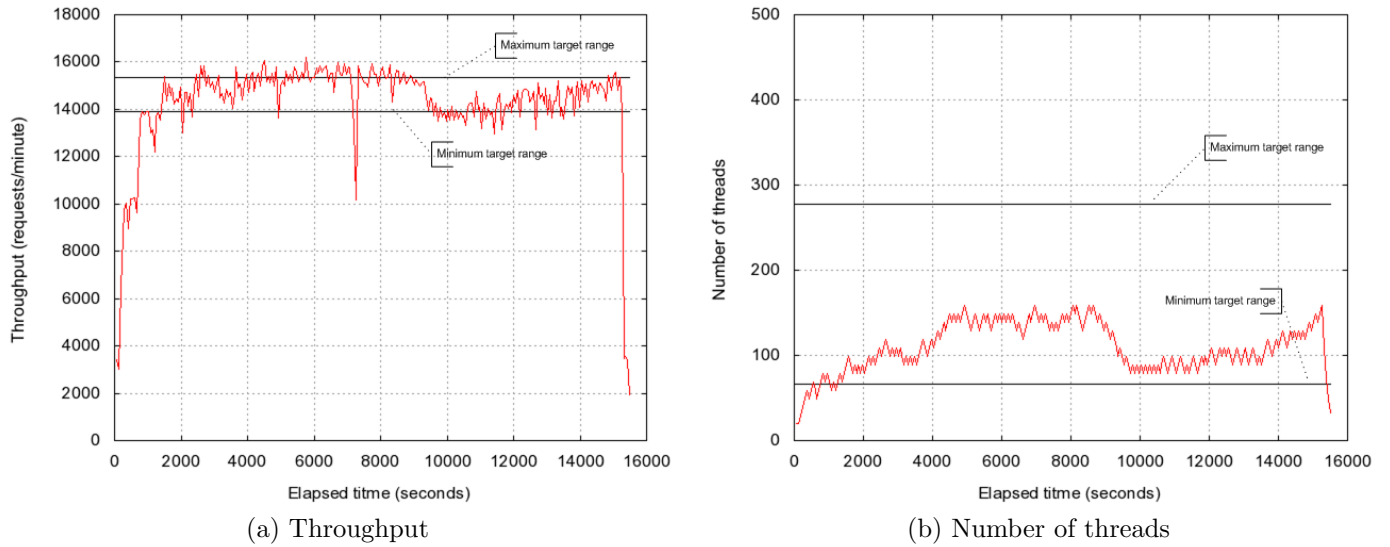 18000
16000
14000
12000
10000
8000
6000
4000
2000
0
Throughput (requests/minute)
Maximum target range
Minimum target range
0 2000 4000 6000 8000 10000 12000 14000 16000
Elapsed titme (seconds)
(a) Throughput
500
400
300
200
100
0
Number of threads
Maximum target range
Minimum target range
0 2000 4000 6000 8000 10000 12000 14000 16000
Elapsed titme (seconds)
(b) Number of threads